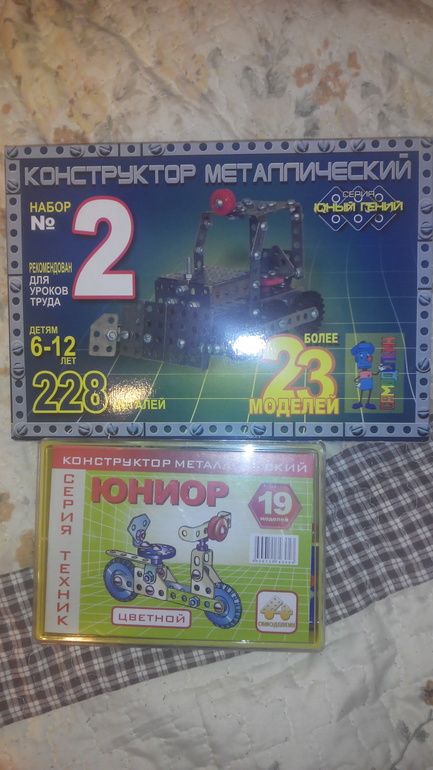 КОНСТРУКТОР МЕТАЛЛИЧЕСКИЙ
СЕРИЯ
ЮНЫЙ ГЕНИЙ
НАБОР
№ 2
РЕКОМЕНДОВАН
ДЛЯ
УРОКОВ
ТРУДА
ДЕТЯМ
6-12 ЛЕТ
228
БОЛЕЕ
23
МОДЕЛЕЙ
КОНСТРУКТОР МЕТАЛЛИЧЕСКИЙ
СЕРИЯ ТЕХНИК
ЮНИОР
19
моделей
ЦВЕТНОЙ